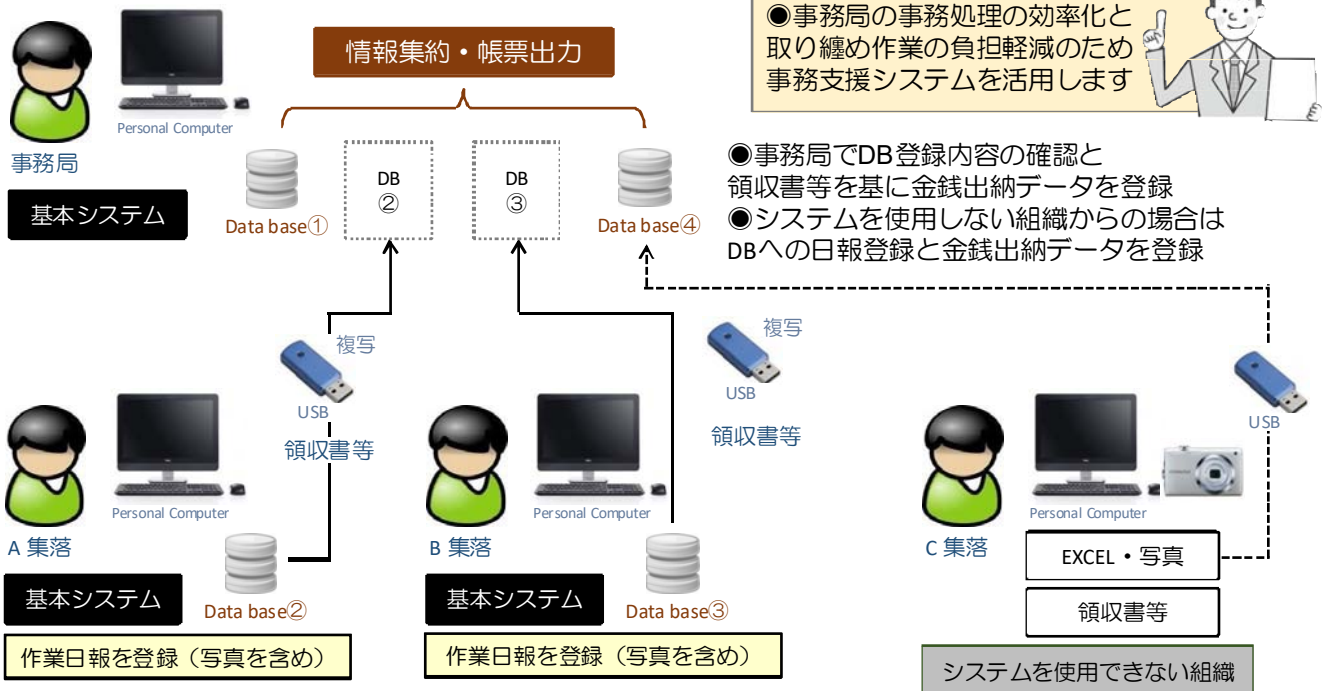 ●事務局の事務処理の効率化と
取り纏め作業の負担軽減のため
事務支援システムを活用します
情報集約・帳票出力
Personal Computer
事務局
基本システム
Data base①
DB
②
DB
③
Data base④
●事務局でDB登録内容の確認と
領収書等を基に金銭出納データを登録
●システムを使用しない組織からの場合は
DBへの日報登録と金銭出納データを登録
複写
USB
領収書等
Personal Computer
A 集落
基本システム
Data base②
作業日報を登録（写真を含め）
複写
USB
領収書等
Personal Computer
B 集落
基本システム
Data base③
作業日報を登録（写真を含め）
USB
Personal Computer
C 集落
EXCEL・写真
領収書等
システムを使用できない組織